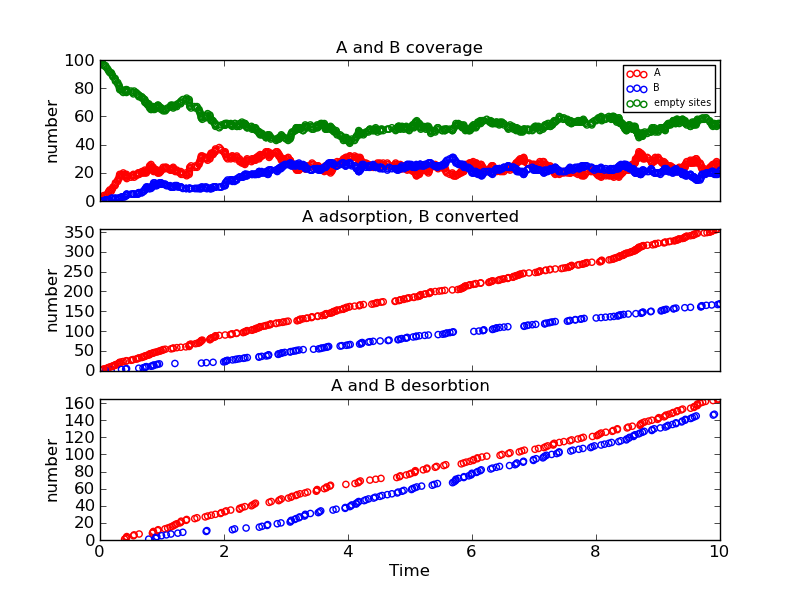 A and B coverage
100
80
60
40
20
0
number
A
B
empty sites
A adsorption, B converted
350
300
250
200
150
100
50
0
number
A and B desorbtion
160
140
120
100
80
60
40
20
0
number
0 2 4 6 8 10
Time